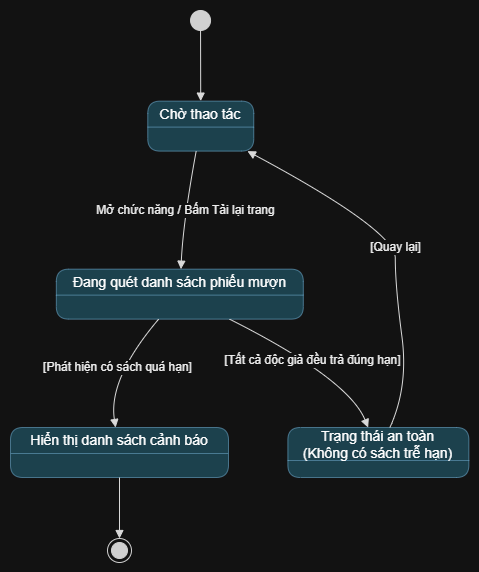 Chờ thao tác
Mở chức năng / Bấm Tải lại trang
[Quay lại]
Đang quét danh sách phiếu mượn
[Phát hiện có sách quá hạn]
[Tất cả độc giả đều trả đúng hạn]
Hiển thị danh sách cảnh báo
Trạng thái an toàn
(Không có sách trễ hạn)